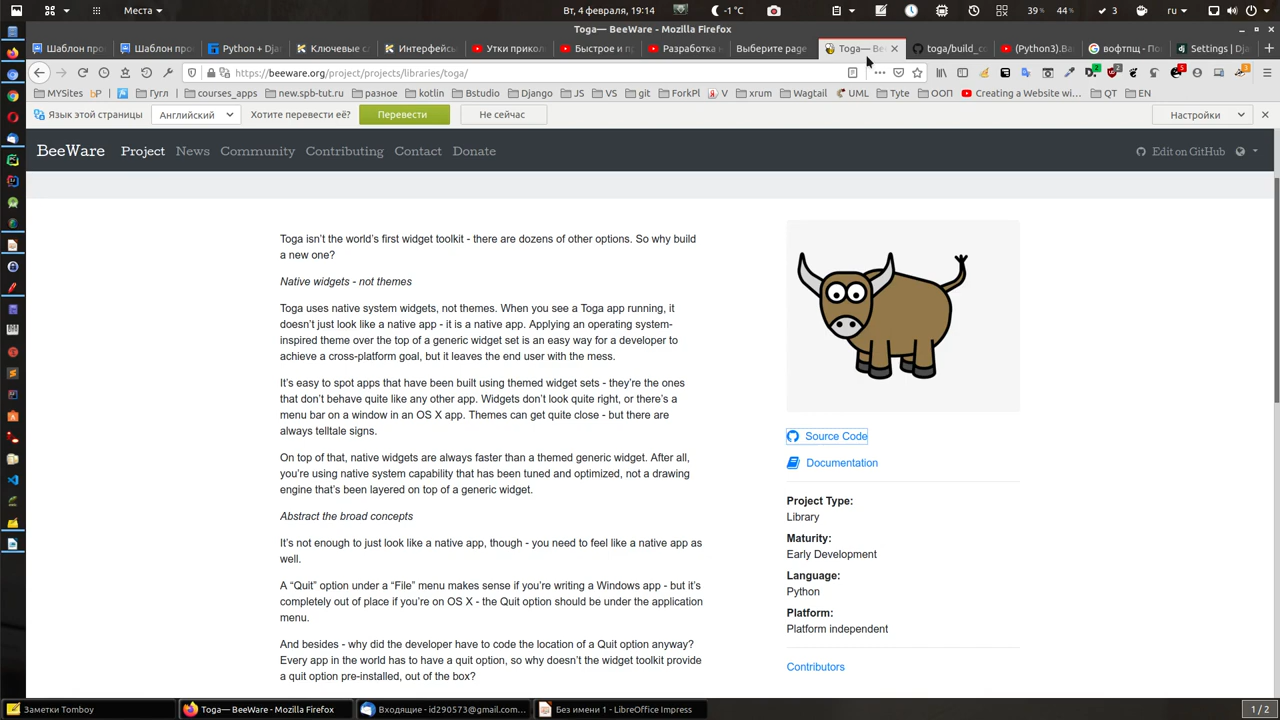 Места
Вт, 4 февраля, 19:14
-1 °C
39 %
44 %
3
ru
Toga— BeeWare - Mozilla Firefox
Шаблон про
Шаблон про
Python + Dja
Ключевые с
Интерфейсы
Утки прикол
Быстрое и п
Разработка
Выберите радe
Toga— Bee
toga/build_co
(Python3).Ba
вофтпщ - По
Settings | Dja
https://beeware.org/project/projects/libraries/toga/
MYSites
bP
Гугл
courses_apps
new.spb-tut.ru
разное
kotlin
Bstudio
Django
JS
VS
git
ForkPl
V
xrum
Wagtail
UML
Tyte
ООП
Creating a Website wi…
QT
EN
Язык этой страницы
Английский
Хотите перевести её?
Перевести
Не сейчас
Настройки
BeeWare
Project
News
Community
Contributing
Contact
Donate
Edit on GitHub
Toga isn’t the world’s first widget toolkit - there are dozens of other options. So why build
a new one?
Native widgets - not themes
Toga uses native system widgets, not themes. When you see a Toga app running, it
doesn’t just look like a native app - it is a native app. Applying an operating system-
inspired theme over the top of a generic widget set is an easy way for a developer to
achieve a cross-platform goal, but it leaves the end user with the mess.
It’s easy to spot apps that have been built using themed widget sets - they’re the ones
that don’t behave quite like any other app. Widgets don’t look quite right, or there’s a
menu bar on a window in an OS X app. Themes can get quite close - but there are
always telltale signs.
On top of that, native widgets are always faster than a themed generic widget. After all,
you’re using native system capability that has been tuned and optimized, not a drawing
engine that’s been layered on top of a generic widget.
Abstract the broad concepts
It’s not enough to just look like a native app, though - you need to feel like a native app as
well.
A “Quit” option under a “File” menu makes sense if you’re writing a Windows app - but it’s
completely out of place if you’re on OS X - the Quit option should be under the application
menu.
And besides - why did the developer have to code the location of a Quit option anyway?
Every app in the world has to have a quit option, so why doesn’t the widget toolkit provide
a quit option pre-installed, out of the box?
Source Code
Documentation
Project Type:
Library
Maturity:
Early Development
Language:
Python
Platform:
Platform independent
Contributors
Заметки Tomboy
Toga— BeeWare - Mozilla Firefox
Входящие - id290573@gmail.com…
Без имени 1 - LibreOffice Impress
1 / 2